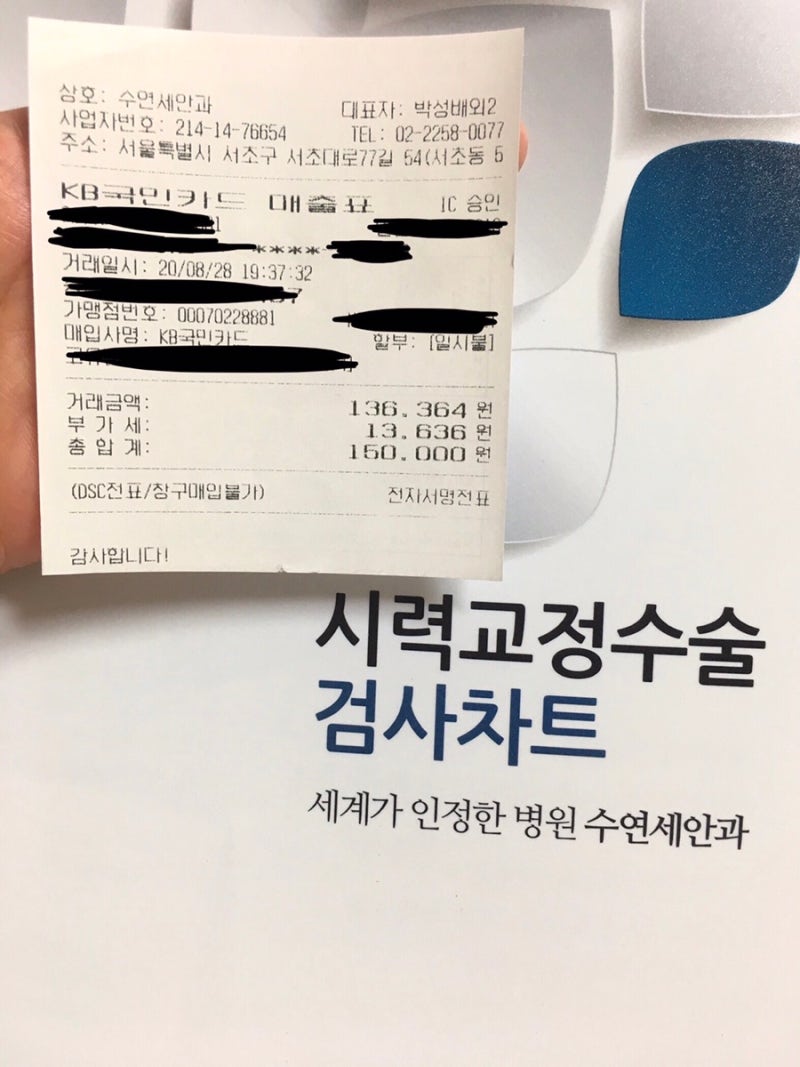 상호: 수연세안과
대표자: 박성배외2
사업자번호: 214-14-76654
TEL: 02-2258-0077
주소: 서울특별시 서초구 서초대로77길 54(서초동 5
KB국민카드 매출표
IC 승인
****-
거래일시: 20/08/28 19:37:32
가맹점번호: 00070228881
매입사명: KB국민카드
할부: [일시불]
거래금액: 136,364 원
부 가 세: 13,636 원
총 합 계: 150,000 원
(DSC전표/창구매입불가)
전자서명전표
감사합니다!
시력교정수술
검사차트
세계가 인정한 병원 수연세안과